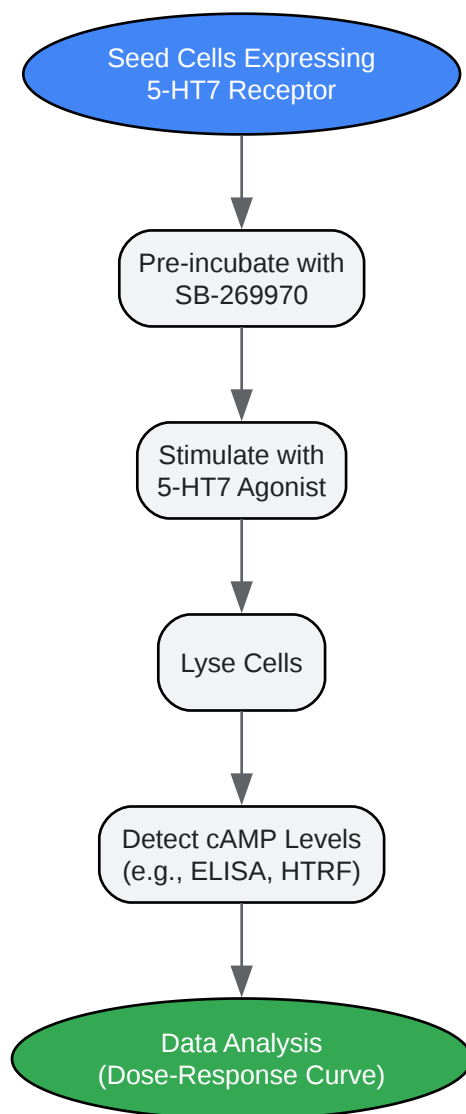 Seed Cells Expressing
5-HT7 Receptor
Pre-incubate with
SB-269970
Stimulate with
5-HT7 Agonist
Lyse Cells
Detect cAMP Levels
(e.g., ELISA, HTRF)
Data Analysis
(Dose-Response Curve)